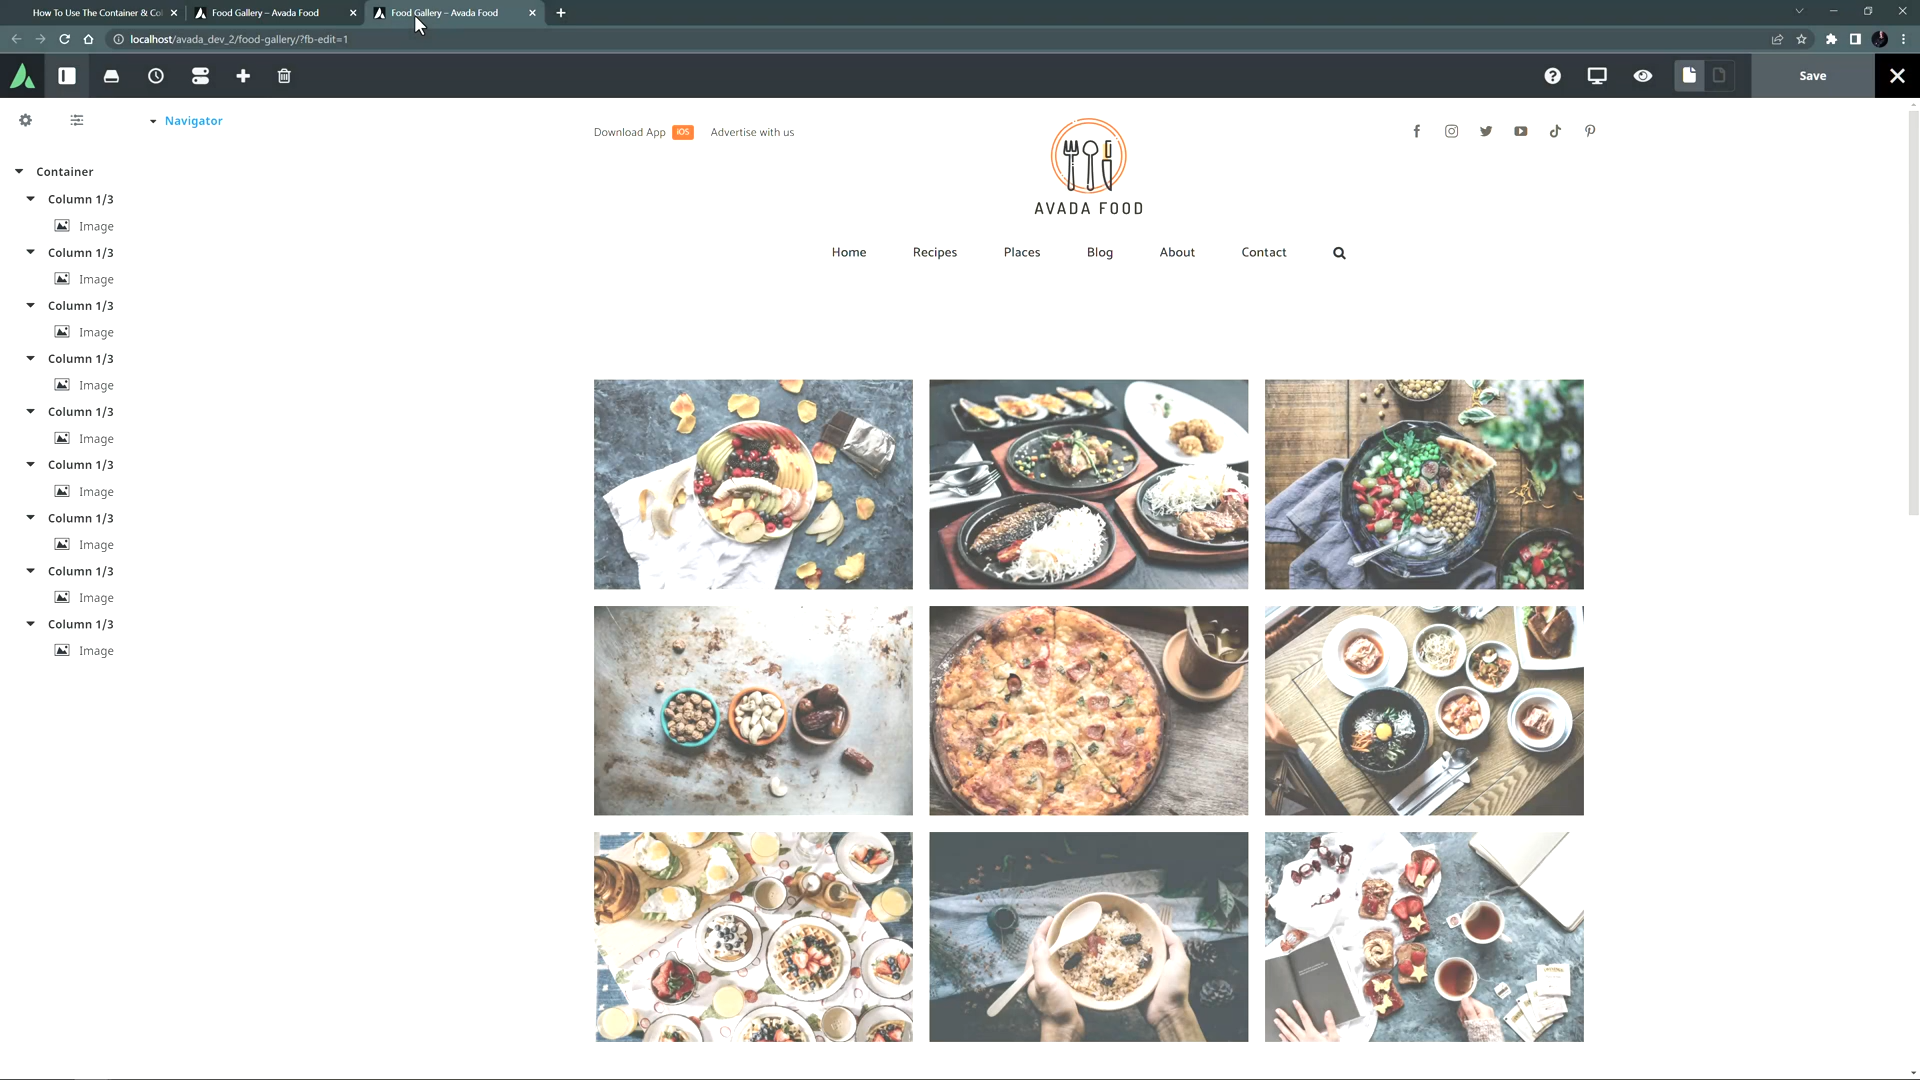 How To Use The Container & Co
Food Gallery – Avada Food
Food Gallery – Avada Food
localhost/avada_dev_2/food-gallery/?fb-edit=1
Save
Navigator
Container
Column 1/3
Image
Column 1/3
Image
Column 1/3
Image
Column 1/3
Image
Column 1/3
Image
Column 1/3
Image
Column 1/3
Image
Column 1/3
Image
Column 1/3
Image
Download App iOS Advertise with us
AVADA FOOD
Home Recipes Places Blog About Contact